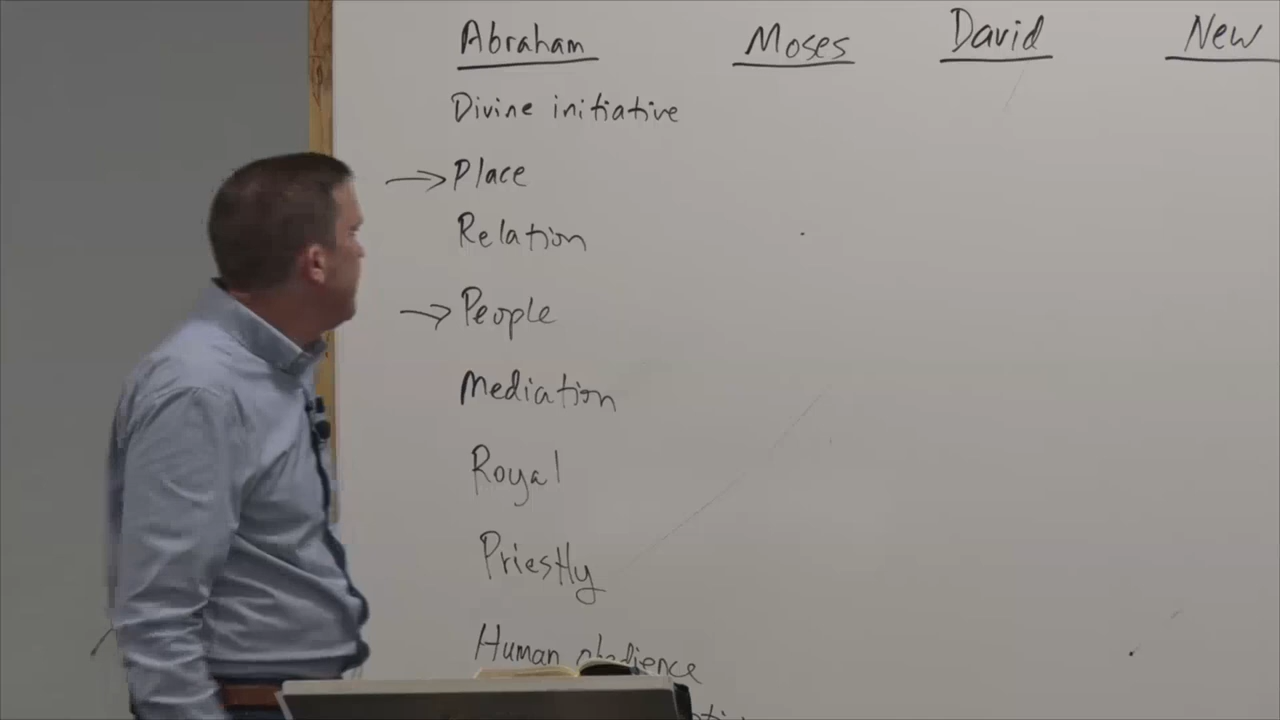 Abraham Moses David New
Divine initiative
→ Place
Relation
→ People
Mediation
Royal
Priestly
Human obedience